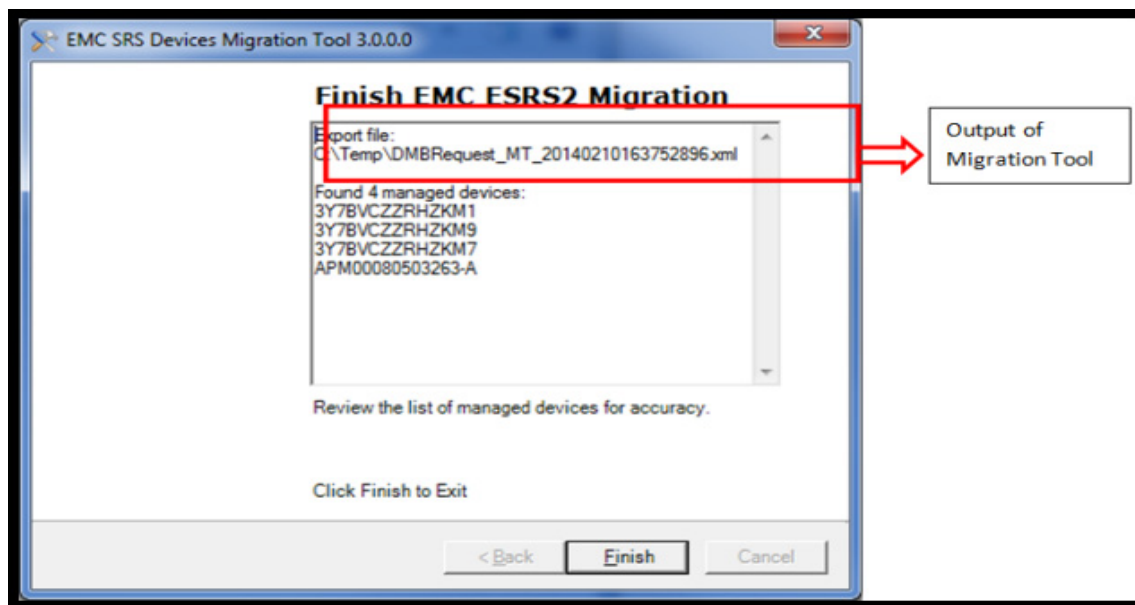 EMC SRS Devices Migration Tool 3.0.0.0
Finish EMC ESRS2 Migration
Export file:
C:\Temp\DMBRequest_MT_20140210163752896.xml
Found 4 managed devices:
3Y7BVCZZRHZKM1
3Y7BVCZZRHZKM9
3Y7BVCZZRHZKM7
APM00080503263-A
Review the list of managed devices for accuracy.
Click Finish to Exit
< Back
Finish
Cancel
Output of
Migration Tool